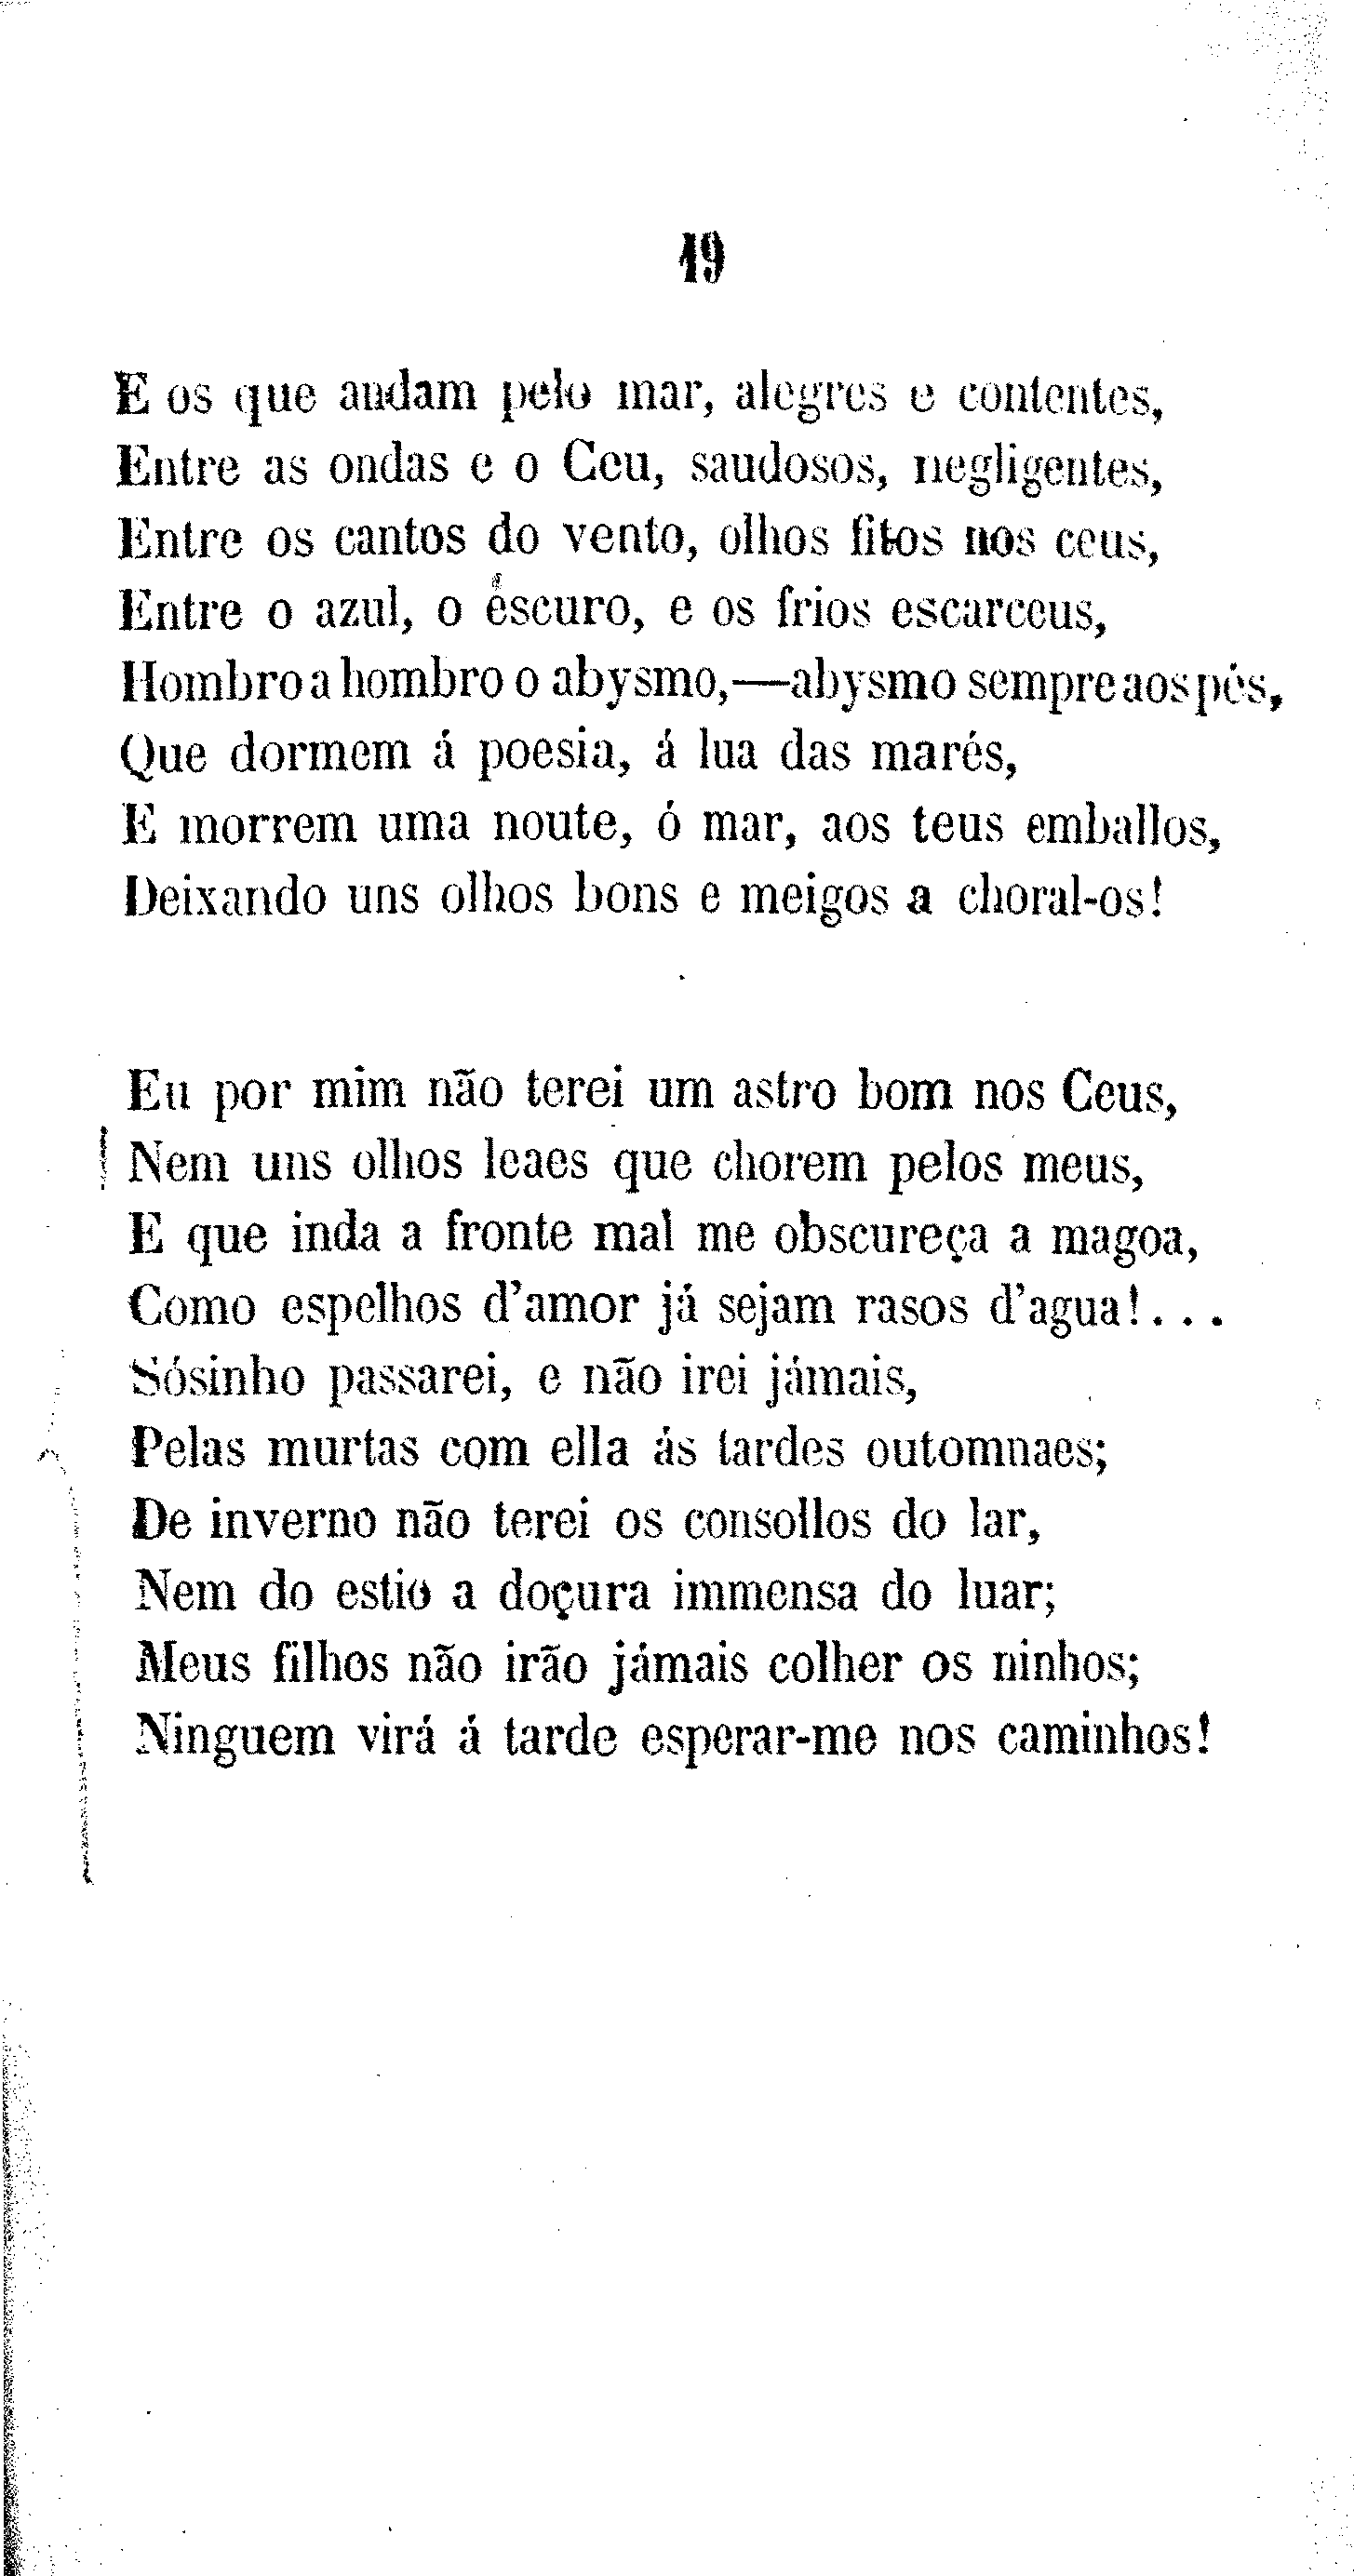 19
E os que andam pelo mar, alegres e contentes,
Entre as ondas e o Ceu, saudosos, negligentes,
Entre os cantos do vento, olhos fitos nos ceus,
Entre o azul, o escuro, e os frios escarceus,
Hombro a hombro o abysmo,—abysmo sempre aos pés,
Que dormem á poesia, á lua das marés,
E morrem uma noute, ó mar, aos teus emballos,
Deixando uns olhos bons e meigos a choral-os!
Eu por mim não terei um astro bom nos Ceus,
Nem uns olhos leaes que chorem pelos meus,
E que inda a fronte mal me obscureça a magoa,
Como espelhos d'amor já sejam rasos d'agua!...
Sósinho passarei, e não irei jámais,
Pelas murtas com ella ás tardes outomnaes;
De inverno não terei os consollos do lar,
Nem do estio a doçura immensa do luar;
Meus filhos não irão jámais colher os ninhos;
Ninguem virá á tarde esperar-me nos caminhos!